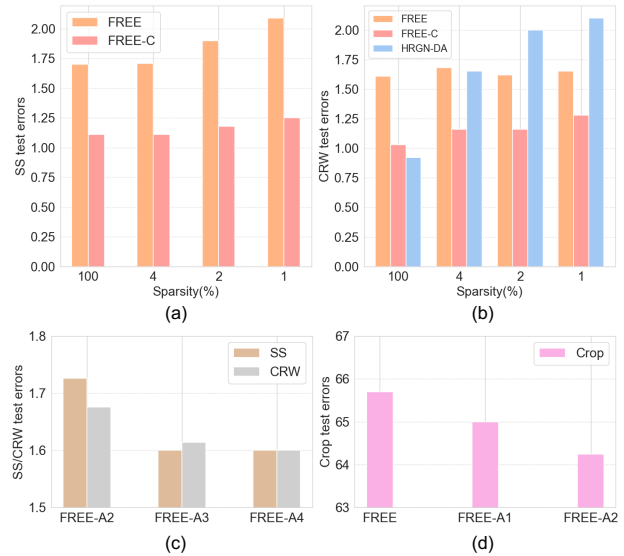 FREE
FREE-C
2.00
1.75
1.50
1.25
1.00
0.75
0.50
0.25
0.00
SS test errors
100 4 2 1
Sparsity(%)
(a)
FREE
FREE-C
HRGN-DA
2.00
1.75
1.50
1.25
1.00
0.75
0.50
0.25
0.00
CRW test errors
100 4 2 1
Sparsity(%)
(b)
SS
CRW
1.8
1.7
1.6
1.5
SS/CRW test errors
FREE-A2 FREE-A3 FREE-A4
(c)
Crop
67
66
65
64
63
Crop test errors
FREE FREE-A1 FREE-A2
(d)